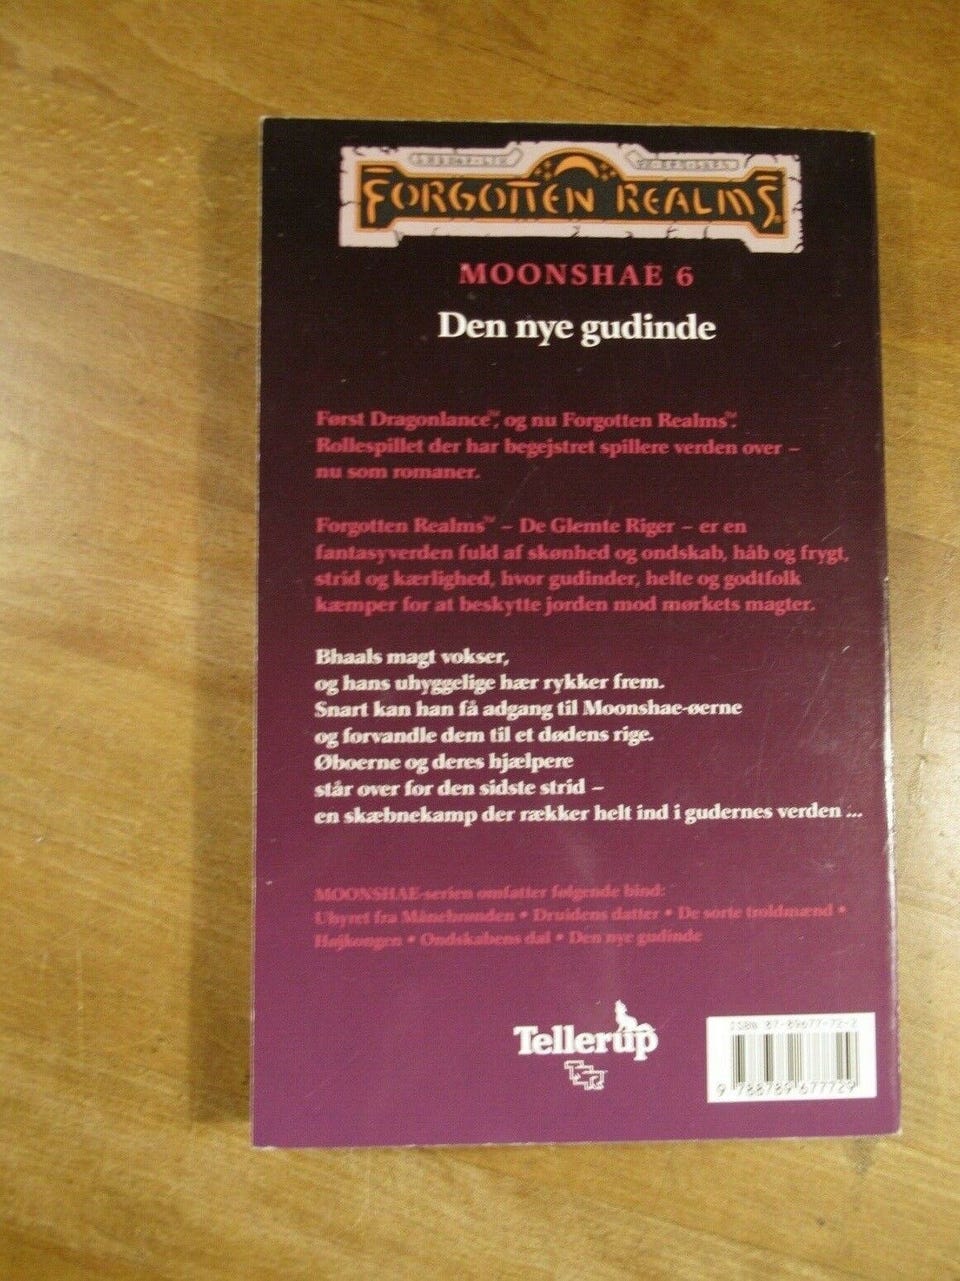 FORGOTTEN REALMS
MOONSHAE 6
Den nye gudinde
Først Dragonlance™, og nu Forgotten Realms™.
Rollespillet der har begejstret spillere verden over –
nu som romaner.
Forgotten Realms™ – De Glemte Riger – er en
fantasyverden fuld af skønhed og ondskab, håb og frygt,
strid og kærlighed, hvor gudinder, helte og godtfolk
kæmper for at beskytte jorden mod mørkets magter.
Bhaals magt vokser,
og hans uhyggelige hær rykker frem.
Snart kan han få adgang til Moonshae-øerne
og forvandle dem til et dødens rige.
Øboerne og deres hjælpere
står over for den sidste strid –
en skæbnekamp der rækker helt ind i gudernes verden ...
MOONSHAE-serien omfatter følgende bind:
Uhyret fra Månebrønden • Druidens datter • De sorte troldmænd •
Højkongen • Ondskabens dal • Den nye gudinde
Tellerup
TSR
ISBN 87-89677-72-2
9 788789 677729